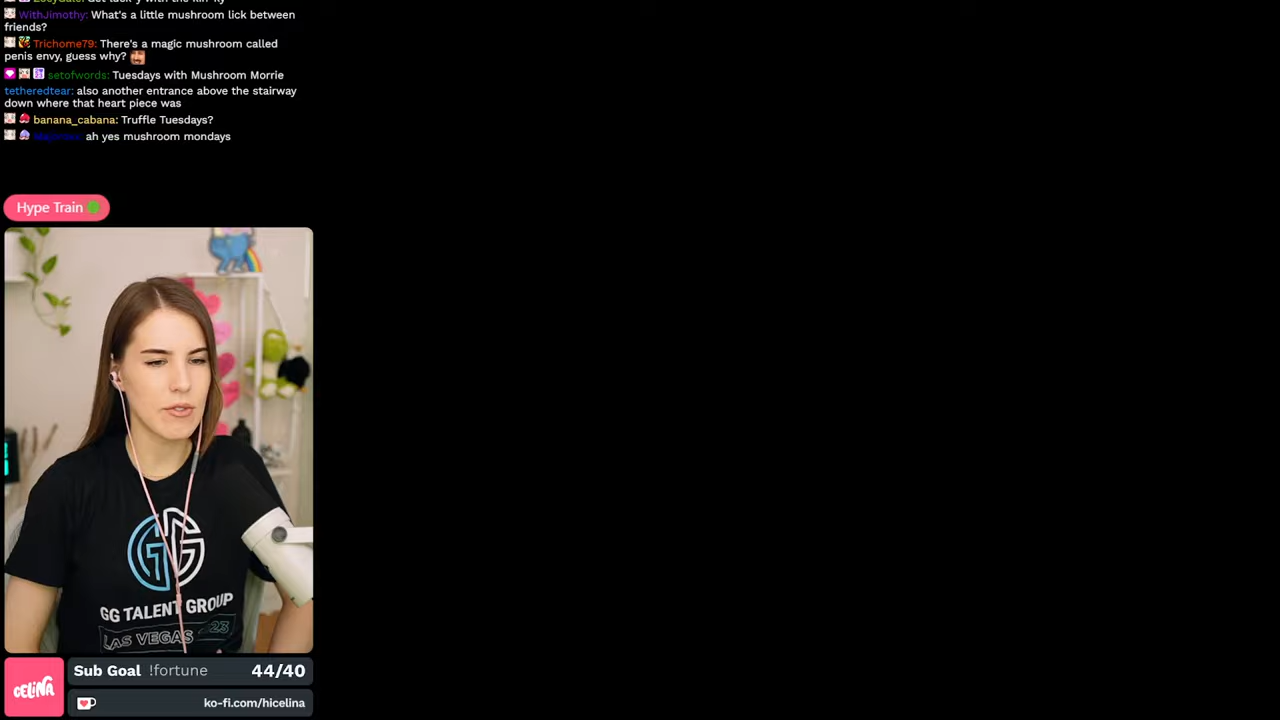 WithJimothy: What's a little mushroom lick between
friends?
Trichome79: There's a magic mushroom called
penis envy, guess why?
setofwords: Tuesdays with Mushroom Morrie
tetheredtear: also another entrance above the stairway
down where that heart piece was
banana_cabana: Truffle Tuesdays?
ah yes mushroom mondays
Hype Train
GG TALENT GROUP
LAS VEGAS 23
Sub Goal !fortune 44/40
CELINA
ko-fi.com/hicelina